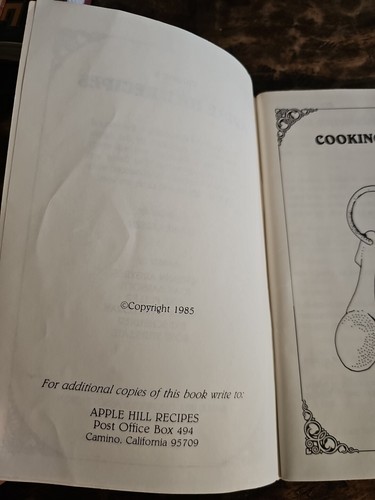 ©Copyright 1985
For additional copies of this book write to:
APPLE HILL RECIPES
Post Office Box 494
Camino, California 95709
COOKING